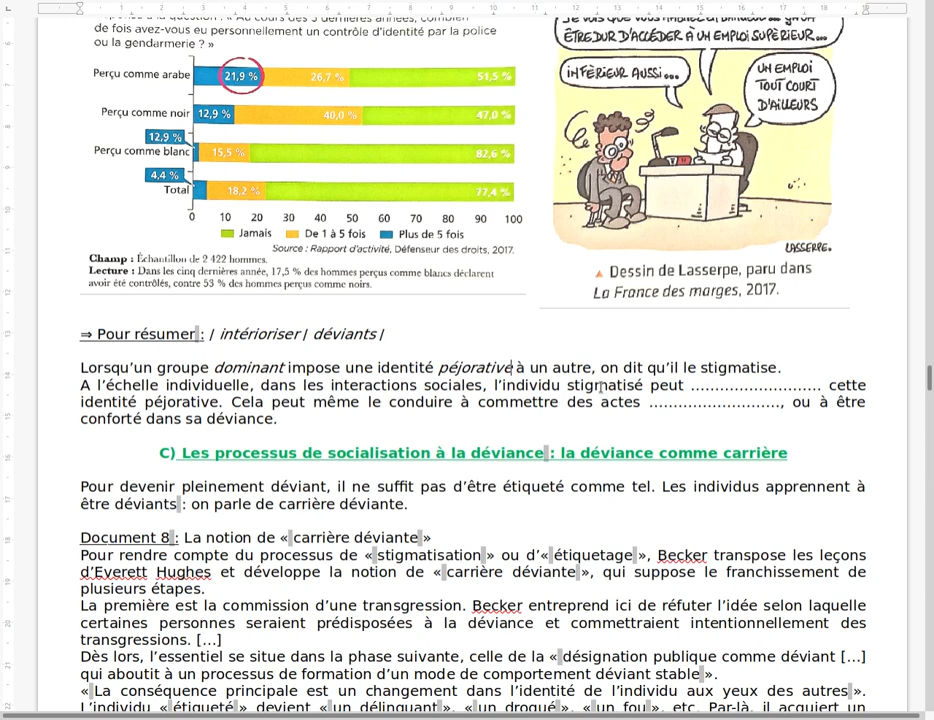 de fois avez-vous eu personnellement un contrôle d'identité par la police
ou la gendarmerie ? »
Perçu comme arabe 21,9 % 26,7 % 51,5 %
Perçu comme noir 12,9 % 40,0 % 47,0 %
12,9 %
Perçu comme blanc 15,5 % 82,6 %
4,4 %
Total 18,2 % 77,4 %
0 10 20 30 40 50 60 70 80 90 100
Jamais De 1 à 5 fois Plus de 5 fois
Source : Rapport d'activité, Défenseur des droits, 2017.
Champ : Échantillon de 2 422 hommes.
Lecture : Dans les cinq dernières année, 17,5 % des hommes perçus comme blancs déclarent
avoir été contrôlés, contre 53 % des hommes perçus comme noirs.
ÊTRE DUR D'ACCÉDER À UN EMPLOI SUPÉRIEUR...
INFÉRIEUR AUSSI...
UN EMPLOI
TOUT COURT
D'AILLEURS
LASSERPE.
▲ Dessin de Lasserpe, paru dans
La France des marges, 2017.
⇒ Pour résumer : / intérioriser / déviants /
Lorsqu'un groupe dominant impose une identité péjorative à un autre, on dit qu'il le stigmatise.
A l'échelle individuelle, dans les interactions sociales, l'individu stigmatisé peut ……………………… cette
identité péjorative. Cela peut même le conduire à commettre des actes ………………………, ou à être
conforté dans sa déviance.
C) Les processus de socialisation à la déviance : la déviance comme carrière
Pour devenir pleinement déviant, il ne suffit pas d'être étiqueté comme tel. Les individus apprennent à
être déviants : on parle de carrière déviante.
Document 8 : La notion de « carrière déviante »
Pour rendre compte du processus de « stigmatisation » ou d'« étiquetage », Becker transpose les leçons
d'Everett Hughes et développe la notion de « carrière déviante », qui suppose le franchissement de
plusieurs étapes.
La première est la commission d'une transgression. Becker entreprend ici de réfuter l'idée selon laquelle
certaines personnes seraient prédisposées à la déviance et commettraient intentionnellement des
transgressions. […]
Dès lors, l'essentiel se situe dans la phase suivante, celle de la « désignation publique comme déviant […]
qui aboutit à un processus de formation d'un mode de comportement déviant stable ».
« La conséquence principale est un changement dans l'identité de l'individu aux yeux des autres ».
L'individu « étiqueté » devient « un délinquant », « un drogué », « un fou », etc. Par-là, il acquiert un